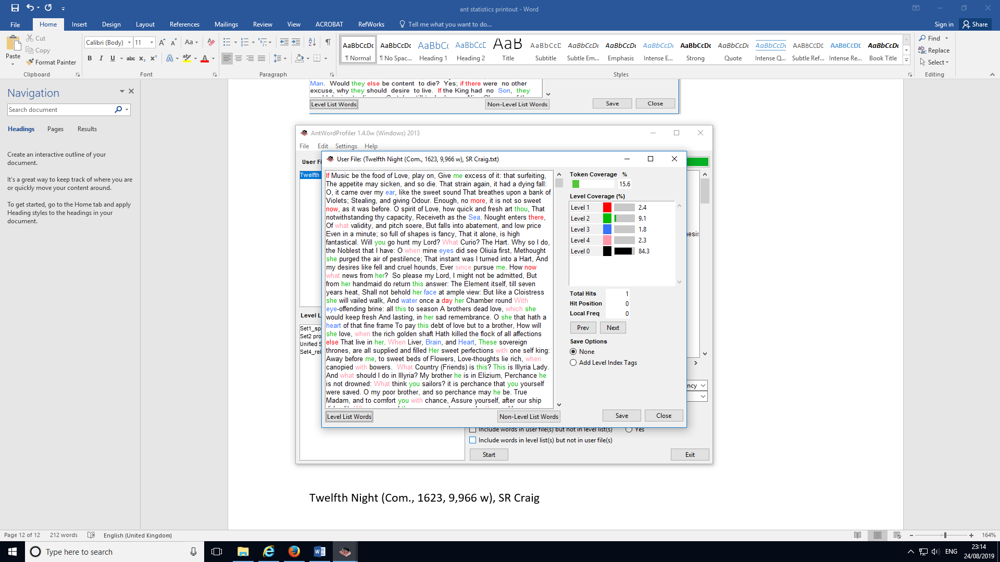 ant statistics printout - Word
File Home Insert Design Layout References Mailings Review View ACROBAT RefWorks Tell me what you want to do... Sign in Share
Paste
Cut
Copy
Format Painter
Clipboard
Calibri (Body) 11
Font
Paragraph
AaBbCcDc AaBbCcDc AaBbCc AaBbCcD AaB AaBbCcD AaBbCcDc AaBbCcDc AaBbCcDc AaBbCcDc AaBbCcDc AaBbCcDc AABBCCDE AABBCCDE AaBbCcDc
¶ Normal ¶ No Spac... Heading 1 Heading 2 Title Subtitle Subtle Em... Emphasis Intense E... Strong Quote Intense Q... Subtle Ref... Intense Re... Book Title
Styles
Find
Replace
Select
Editing
Navigation
Search document
Headings Pages Results
Create an interactive outline of your
document.
It's a great way to keep track of where you are
or quickly move your content around.
To get started, go to the Home tab and apply
Heading styles to the headings in your
document.
Man. Would they else be content to die? Yes; if there were no other
excuse, why they should desire to live. If the King had no Son, they
Level List Words Non-Level List Words Save Close
AntWordProfiler 1.4.0w (Windows) 2013
File Edit Settings Help
User Fi
Twelfth
Level L
Set1_sp
Set2 pro
Unified S
Set4_rel
User File: (Twelfth Night (Com., 1623, 9,966 w), SR Craig.txt)
If Music be the food of Love, play on, Give me excess of it: that surfeiting,
The appetite may sicken, and so die. That strain again, it had a dying fall:
O, it came over my ear, like the sweet sound That breathes upon a bank of
Violets; Stealing, and giving Odour. Enough, no more, it is not so sweet
now, as it was before. O spirit of Love, how quick and fresh art thou, That
notwithstanding thy capacity, Receiveth as the Sea. Nought enters there,
Of what validity, and pitch soere, But falls into abatement, and low price
Even in a minute; so full of shapes is fancy, That it alone, is high
fantastical. Will you go hunt my Lord? What Curio? The Hart. Why so I do,
the Noblest that I have: O when mine eyes did see Oliuia first, Methought
she purged the air of pestilence; That instant was I turned into a Hart, And
my desires like fell and cruel hounds, Ever since pursue me. How now
what news from her? So please my Lord, I might not be admitted, But
from her handmaid do return this answer: The Element itself, till seven
years heat, Shall not behold her face at ample view: But like a Cloistress
she will vailed walk, And water once a day her Chamber round With
eye-offending brine: all this to season A brothers dead love, which she
would keep fresh And lasting, in her sad remembrance. O she that hath a
heart of that fine frame To pay this debt of love but to a brother, How will
she love, when the rich golden shaft Hath killed the flock of all affections
else That live in her. When Liver, Brain, and Heart, These sovereign
thrones, are all supplied and filled Her sweet perfections with one self king:
Away before me, to sweet beds of Flowers, Love-thoughts lie rich, when
canopied with bowers. What Country (Friends) is this? This is Illyria Lady.
And what should I do in Illyria? My brother he is in Elizium, Perchance he
is not drowned: What think you sailors? it is perchance that you yourself
were saved. O my poor brother, and so perchance may he be. True
Madam, and to comfort you with chance, Assure yourself, after our ship
Level List Words Non-Level List Words
Token Coverage %
15.6
Level Coverage (%)
Level 1 2.4
Level 2 9.1
Level 3 1.8
Level 4 2.3
Level 0 84.3
Total Hits 1
Hit Position 0
Local Freq 0
Prev Next
Save Options
None
Add Level Index Tags
Save Close
ncy
Include words in user file(s) but not in level list(s) Yes
Include words in level list(s) but not in user file(s)
Start Exit
Twelfth Night (Com., 1623, 9,966 w), SR Craig
Page 12 of 12 212 words English (United Kingdom) 164%
Type here to search
ENG
23:14
24/08/2019